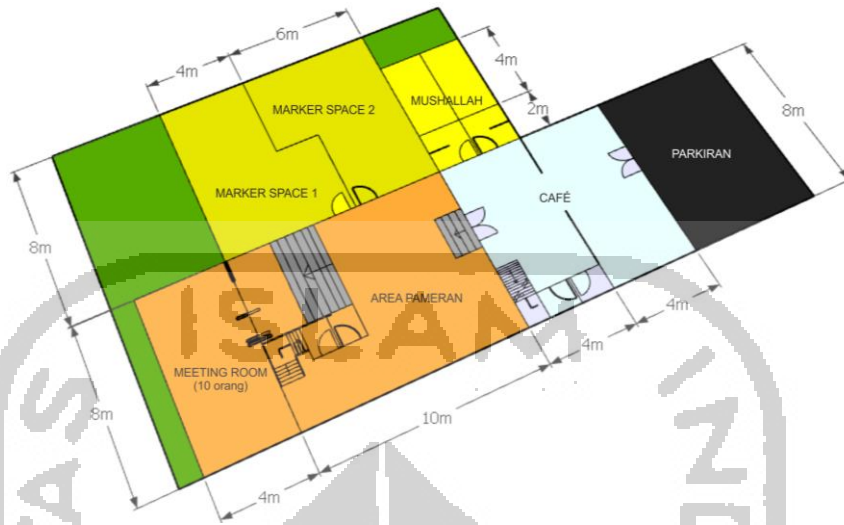 6m
4m
4m
MARKER SPACE 2
MUSHALLAH
2m
8m
PARKIRAN
MARKER SPACE 1
CAFÉ
8m
AREA PAMERAN
ISLAM
4m
MEETING ROOM
(10 orang)
4m
8m
10m
4m